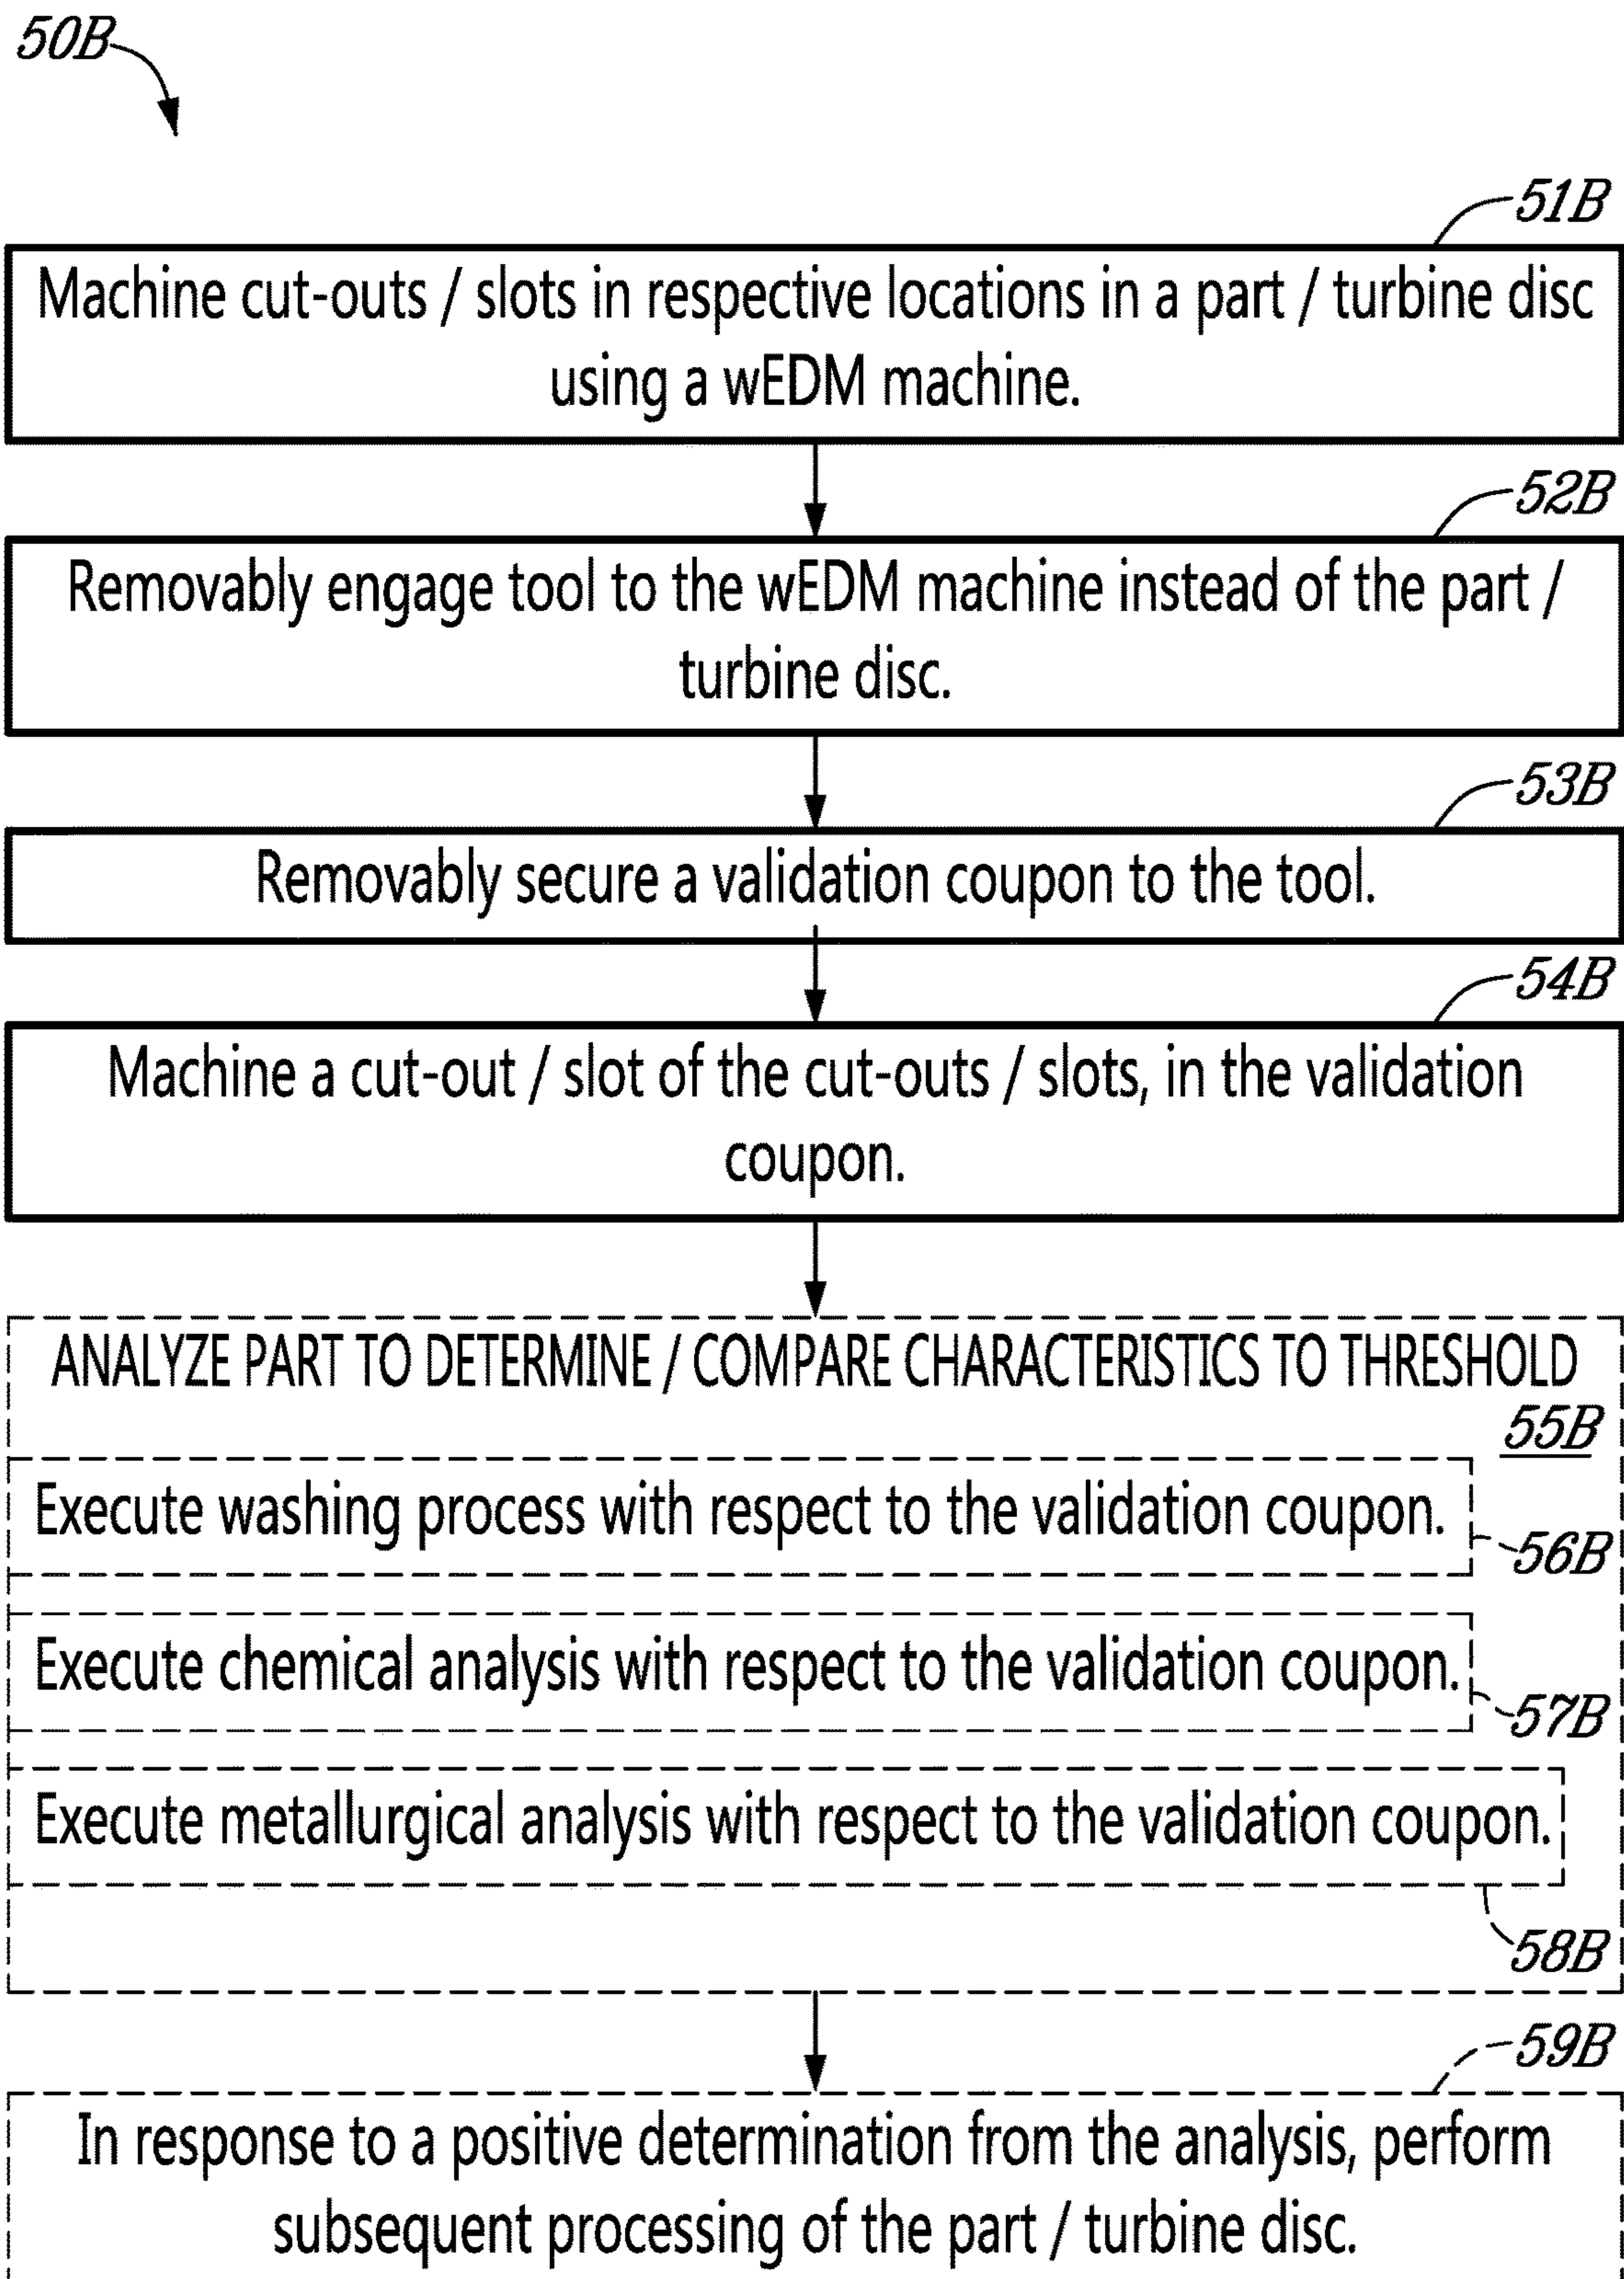 50B
51B
Machine cut-outs / slots in respective locations in a part / turbine disc
using a wEDM machine.
52B
Removably engage tool to the wEDM machine instead of the part /
turbine disc.
53B
Removably secure a validation coupon to the tool.
54B
Machine a cut-out / slot of the cut-outs / slots, in the validation
coupon.
ANALYZE PART TO DETERMINE / COMPARE CHARACTERISTICS TO THRESHOLD
55B
Execute washing process with respect to the validation coupon.
56B
Execute chemical analysis with respect to the validation coupon.
57B
Execute metallurgical analysis with respect to the validation coupon.
58B
59B
In response to a positive determination from the analysis, perform
subsequent processing of the part / turbine disc.